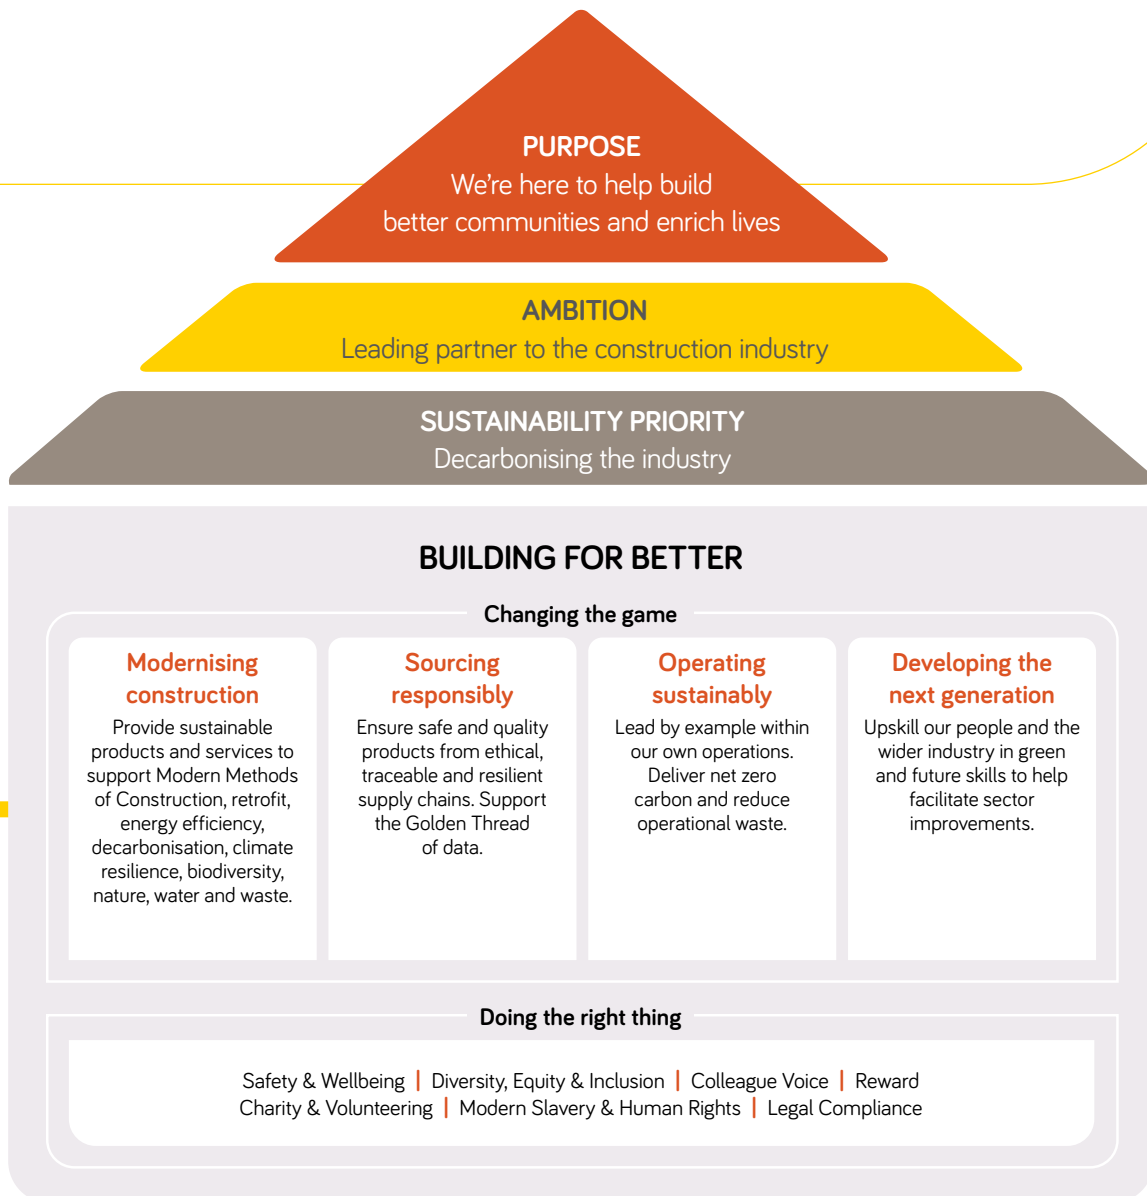 PURPOSE
We're here to help build
better communities and enrich lives
AMBITION
Leading partner to the construction industry
SUSTAINABILITY PRIORITY
Decarbonising the industry
BUILDING FOR BETTER
Changing the game
Modernising
construction
Provide sustainable
products and services to
support Modern Methods
of Construction, retrofit,
energy efficiency,
decarbonisation, climate
resilience, biodiversity,
nature, water and waste.
Sourcing
responsibly
Ensure safe and quality
products from ethical,
traceable and resilient
supply chains. Support
the Golden Thread
of data.
Operating
sustainably
Lead by example within
our own operations.
Deliver net zero
carbon and reduce
operational waste.
Developing the
next generation
Upskill our people and the
wider industry in green
and future skills to help
facilitate sector
improvements.
Doing the right thing
Safety & Wellbeing | Diversity, Equity & Inclusion | Colleague Voice | Reward
Charity & Volunteering | Modern Slavery & Human Rights | Legal Compliance